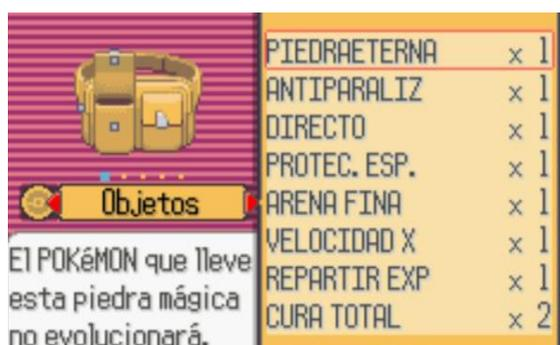 PIEDRAETERNA x 1
ANTIPARALIZ x 1
DIRECTO x 1
PROTEC. ESP. x 1
ARENA FINA x 1
VELOCIDAD X x 1
REPARTIR EXP x 1
CURA TOTAL x 2
Objetos
El POKéMON que lleve
esta piedra mágica
no evolucionará.